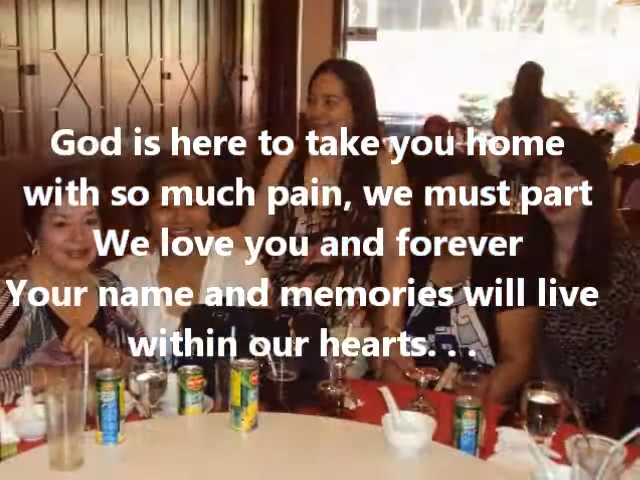 God is here to take you home
with so much pain, we must part
We love you and forever
Your name and memories will live
within our hearts. . .